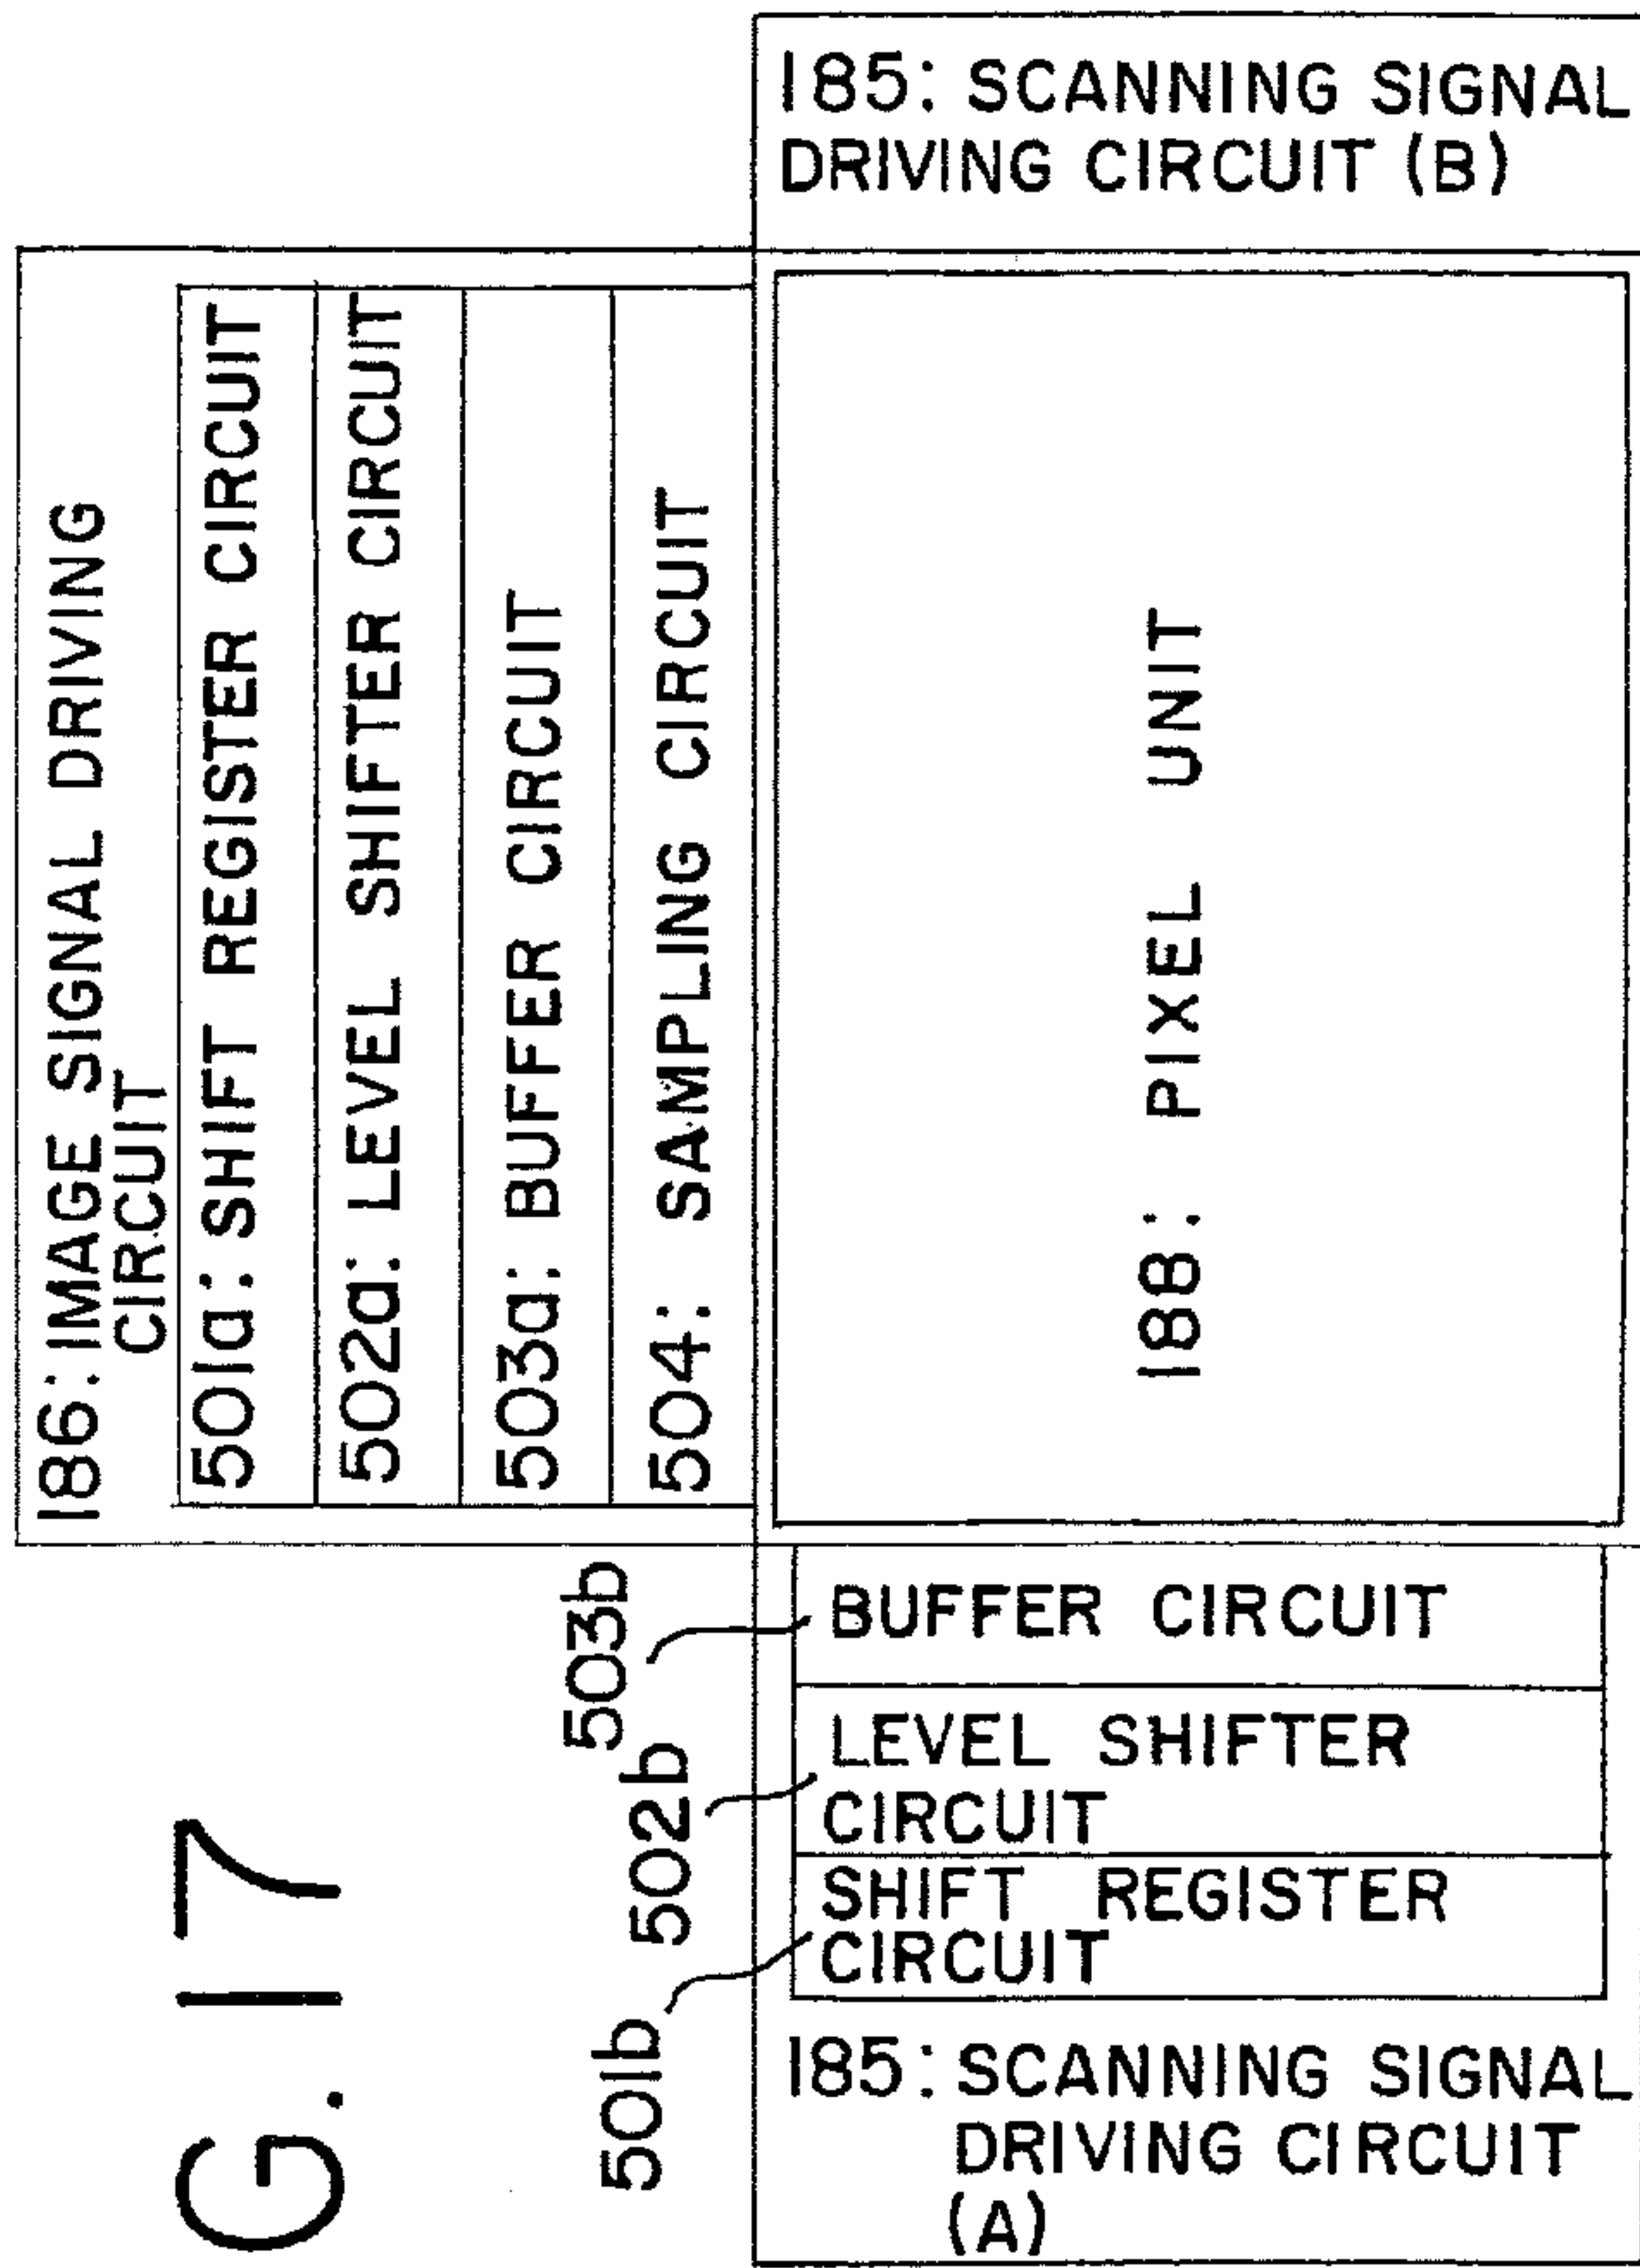 G. 17
186: IMAGE SIGNAL DRIVING
CIRCUIT
501a: SHIFT REGISTER CIRCUIT
502a: LEVEL SHIFTER CIRCUIT
503a: BUFFER CIRCUIT
504: SAMPLING CIRCUIT
185: SCANNING SIGNAL
DRIVING CIRCUIT (B)
188: PIXEL UNIT
503b
BUFFER CIRCUIT
502b
LEVEL SHIFTER
CIRCUIT
501b
SHIFT REGISTER
CIRCUIT
185: SCANNING SIGNAL
DRIVING CIRCUIT
(A)